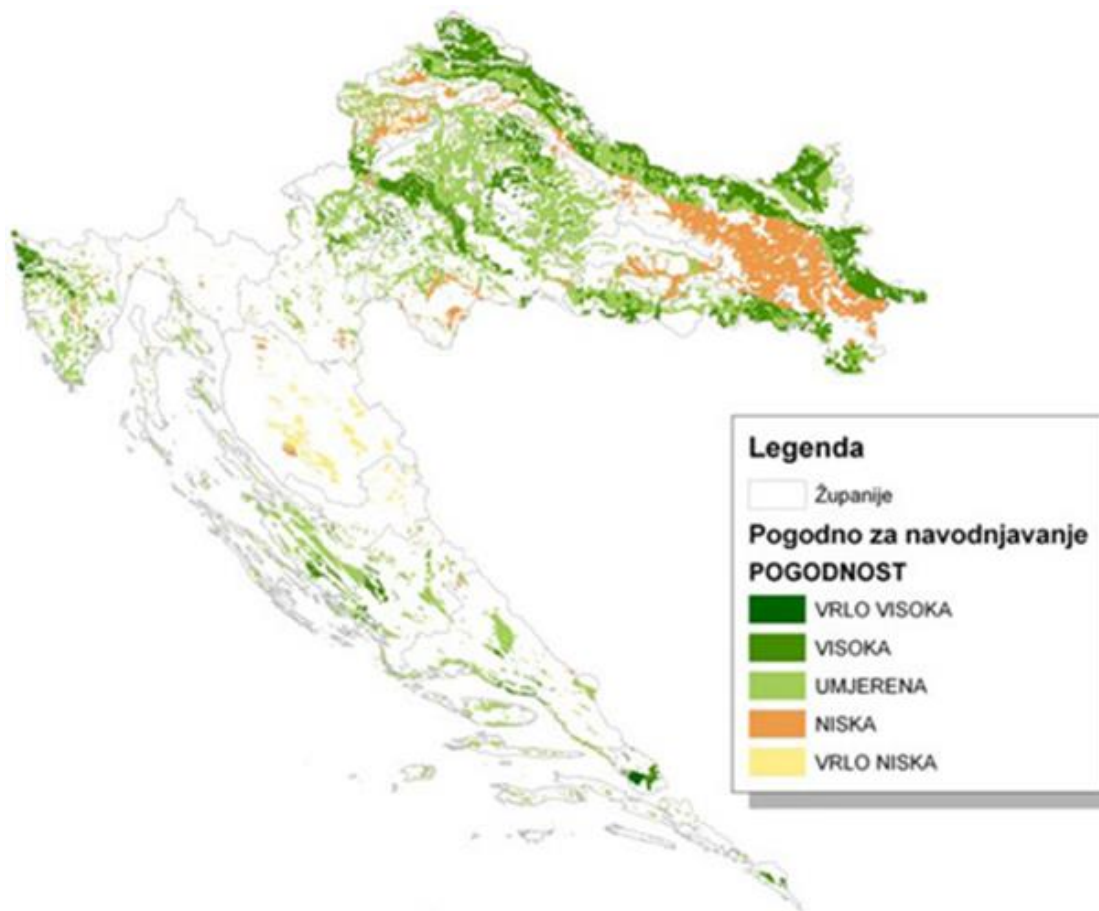 Legenda
Županije
Pogodno za navodnjavanje
POGODNOST
VRLO VISOKA
VISOKA
UMJERENA
NISKA
VRLO NISKA